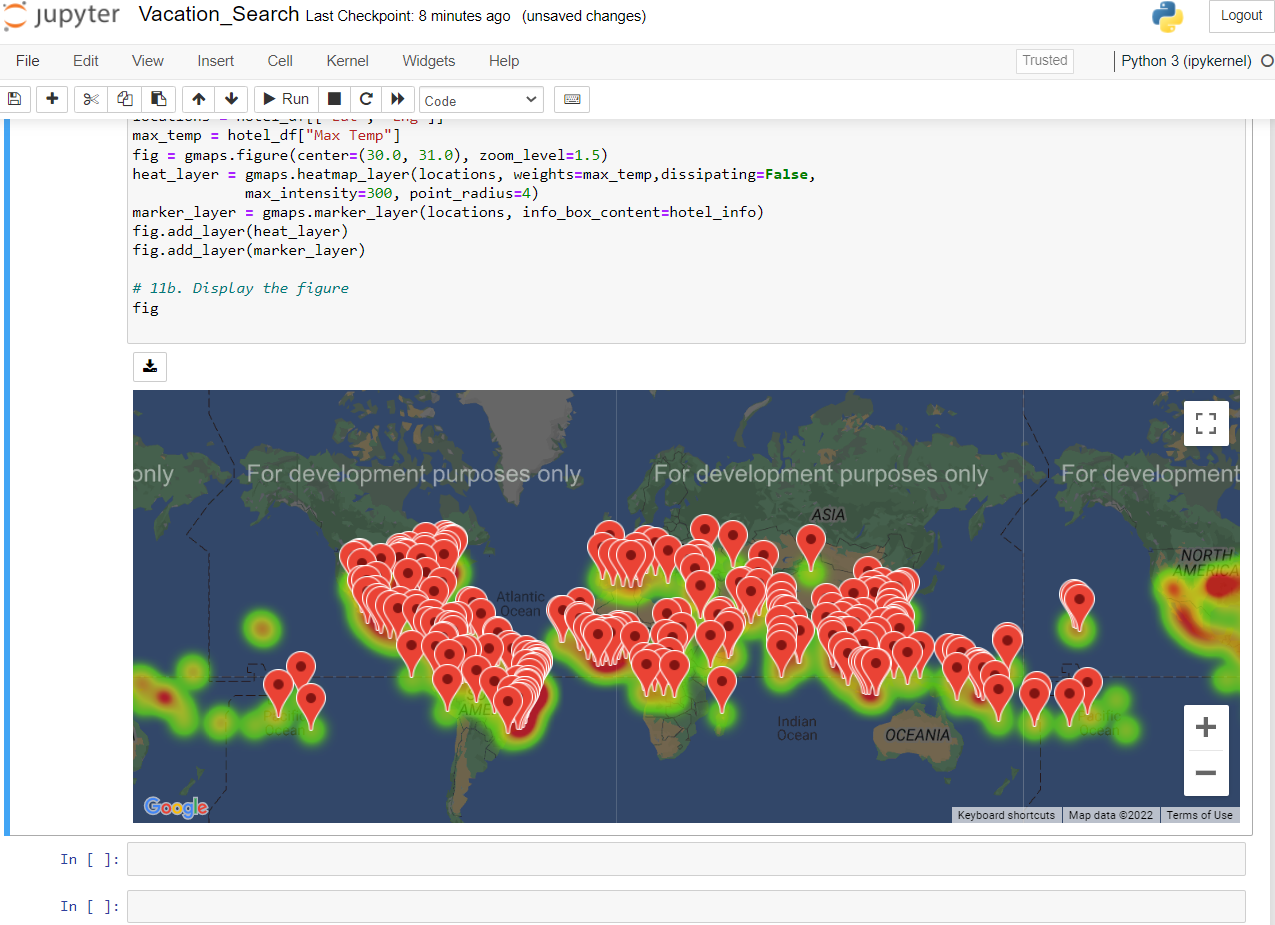 jupyter Vacation_Search Last Checkpoint: 8 minutes ago (unsaved changes) Logout
File Edit View Insert Cell Kernel Widgets Help Trusted Python 3 (ipykernel)
Run Code
locations = hotel_df[["Lat", "Lng"]]
max_temp = hotel_df["Max Temp"]
fig = gmaps.figure(center=(30.0, 31.0), zoom_level=1.5)
heat_layer = gmaps.heatmap_layer(locations, weights=max_temp,dissipating=False,
max_intensity=300, point_radius=4)
marker_layer = gmaps.marker_layer(locations, info_box_content=hotel_info)
fig.add_layer(heat_layer)
fig.add_layer(marker_layer)
# 11b. Display the figure
fig
only For development purposes only For development purposes only For development
ASIA
NORTH
AMERICA
Atlantic
Ocean
Pacific
Ocean
Indian
Ocean
OCEANIA
Pacific
Ocean
Google
Keyboard shortcuts Map data ©2022 Terms of Use
In [ ]:
In [ ]: